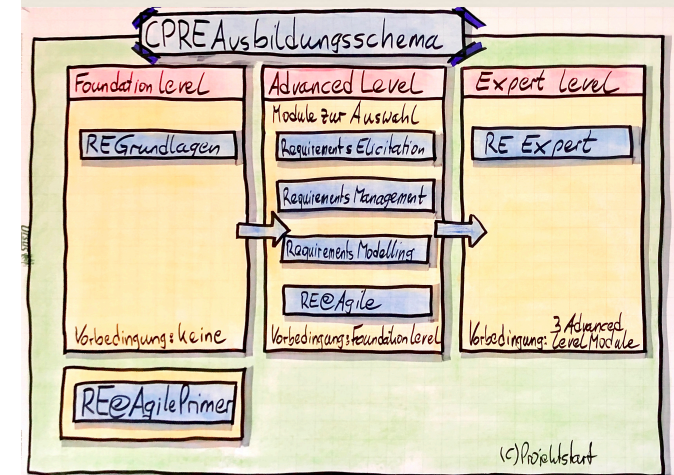 CPRE Ausbildungsschema
Foundation Level
RE Grundlagen
Vorbedingung: keine
RE@Agile Primer
Advanced Level
Module zur Auswahl
Requirements Elicitation
Requirements Management
Requirements Modelling
RE@Agile
Vorbedingung: Foundation Level
Expert Level
RE Expert
Vorbedingung: 3 Advanced
Level Module
(C) Projektstart